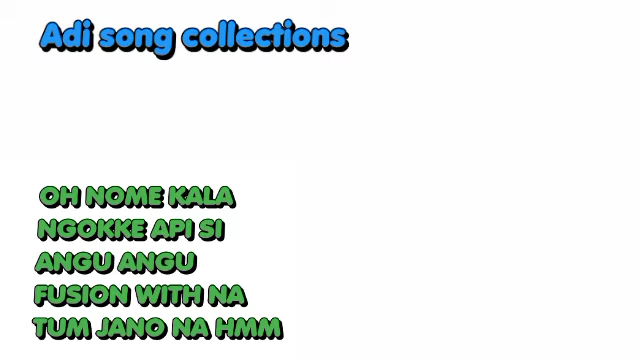 Adi song collections
OH NOME KALA
NGOKKE API SI
ANGU ANGU
FUSION WITH NA
TUM JANO NA HMM